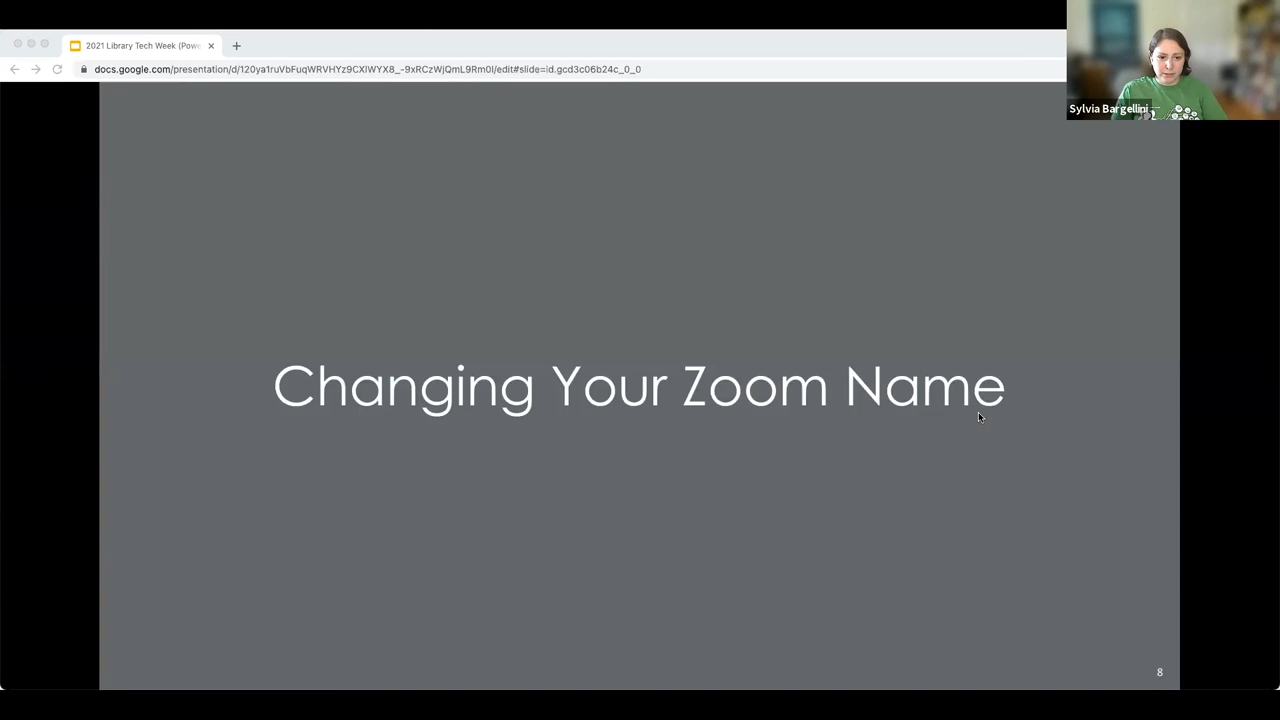 2021 Library Tech Week (Powe
docs.google.com/presentation/d/120ya1ruVbFuqWRVHYz9CXlWYX8_-9xRCzWjQmL9Rm0I/edit#slide=id.gcd3c06b24c_0_0
Sylvia Bargellini
Changing Your Zoom Name
8